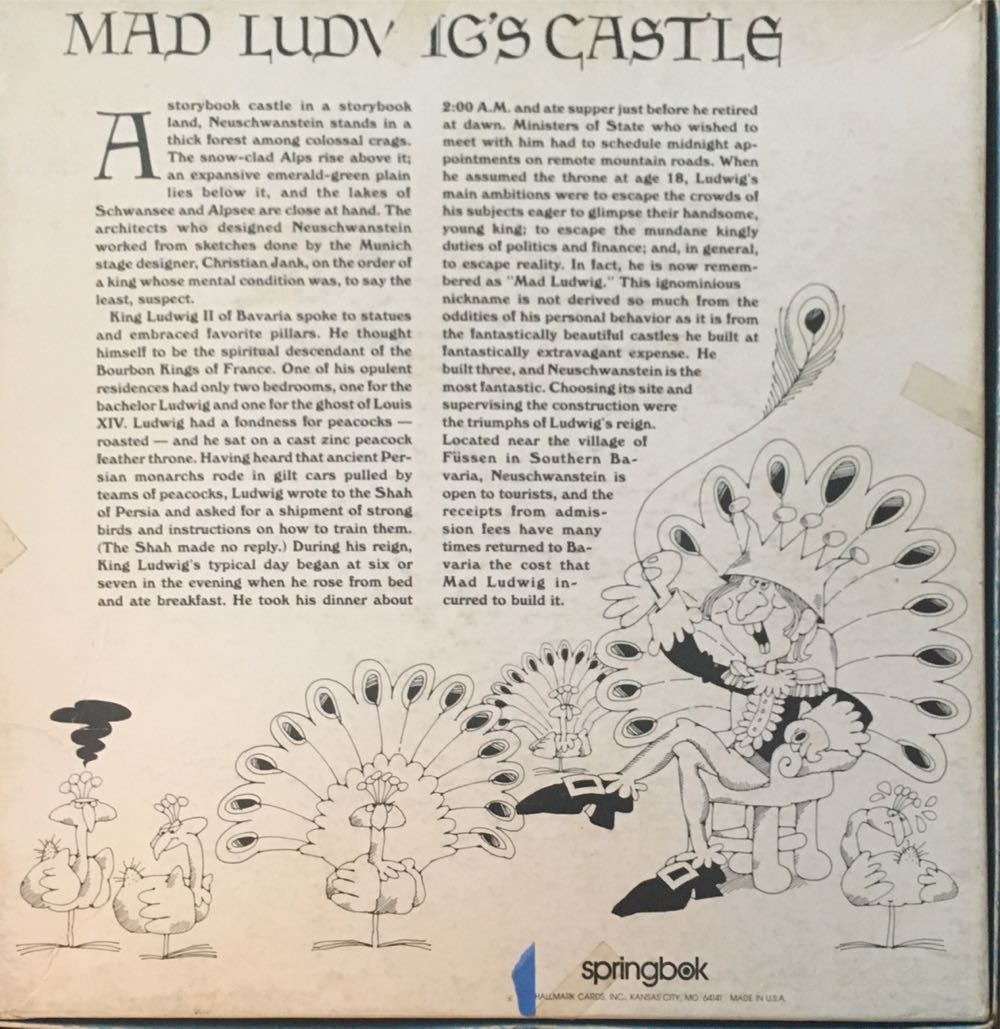 MAD LUDWIG'S CASTLE
A storybook castle in a storybook
land, Neuschwanstein stands in a
thick forest among colossal crags.
The snow-clad Alps rise above it;
an expansive emerald-green plain
lies below it, and the lakes of
Schwansee and Alpsee are close at hand. The
architects who designed Neuschwanstein
worked from sketches done by the Munich
stage designer, Christian Jank, on the order of
a king whose mental condition was, to say the
least, suspect.
King Ludwig II of Bavaria spoke to statues
and embraced favorite pillars. He thought
himself to be the spiritual descendant of the
Bourbon Kings of France. One of his opulent
residences had only two bedrooms, one for the
bachelor Ludwig and one for the ghost of Louis
XIV. Ludwig had a fondness for peacocks —
roasted — and he sat on a cast zinc peacock
feather throne. Having heard that ancient Per-
sian monarchs rode in gilt cars pulled by
teams of peacocks, Ludwig wrote to the Shah
of Persia and asked for a shipment of strong
birds and instructions on how to train them.
(The Shah made no reply.) During his reign,
King Ludwig's typical day began at six or
seven in the evening when he rose from bed
and ate breakfast. He took his dinner about
2:00 A.M. and ate supper just before he retired
at dawn. Ministers of State who wished to
meet with him had to schedule midnight ap-
pointments on remote mountain roads. When
he assumed the throne at age 18, Ludwig's
main ambitions were to escape the crowds of
his subjects eager to glimpse their handsome,
young king; to escape the mundane kingly
duties of politics and finance; and, in general,
to escape reality. In fact, he is now remem-
bered as "Mad Ludwig." This ignominious
nickname is not derived so much from the
oddities of his personal behavior as it is from
the fantastically beautiful castles he built at
fantastically extravagant expense. He
built three, and Neuschwanstein is the
most fantastic. Choosing its site and
supervising the construction were
the triumphs of Ludwig's reign.
Located near the village of
Füssen in Southern Ba-
varia, Neuschwanstein is
open to tourists, and the
receipts from admis-
sion fees have many
times returned to Ba-
varia the cost that
Mad Ludwig in-
curred to build it.
springbok
HALLMARK CARDS, INC., KANSAS CITY, MO. 64141 MADE IN U.S.A.